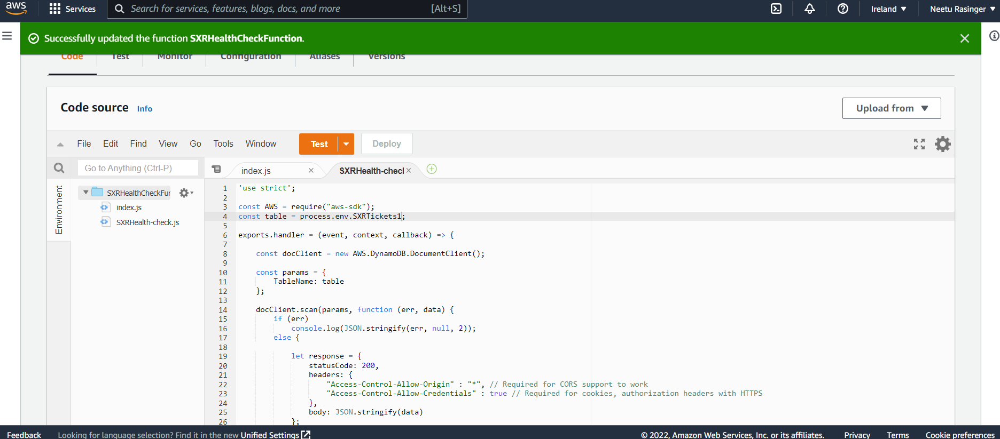 aws Services Search for services, features, blogs, docs, and more [Alt+S] Ireland ▼ Neetu Rasinger ▼
Successfully updated the function SXRHealthCheckFunction.
Code Test Monitor Configuration Aliases Versions
Code source Info Upload from ▼
File Edit Find View Go Tools Window Test Deploy
Go to Anything (Ctrl-P) index.js × SXRHealth-checl ×
Environment
SXRHealthCheckFur
index.js
SXRHealth-check.js
1 'use strict';
2
3 const AWS = require("aws-sdk");
4 const table = process.env.SXRTickets1;
5
6 exports.handler = (event, context, callback) => {
7
8 const docClient = new AWS.DynamoDB.DocumentClient();
9
10 const params = {
11 TableName: table
12 };
13
14 docClient.scan(params, function (err, data) {
15 if (err)
16 console.log(JSON.stringify(err, null, 2));
17 else {
18
19 let response = {
20 statusCode: 200,
21 headers: {
22 "Access-Control-Allow-Origin" : "*", // Required for CORS support to work
23 "Access-Control-Allow-Credentials" : true // Required for cookies, authorization headers with HTTPS
24 },
25 body: JSON.stringify(data)
26 };
Feedback Looking for language selection? Find it in the new Unified Settings © 2022, Amazon Web Services, Inc. or its affiliates. Privacy Terms Cookie preferences